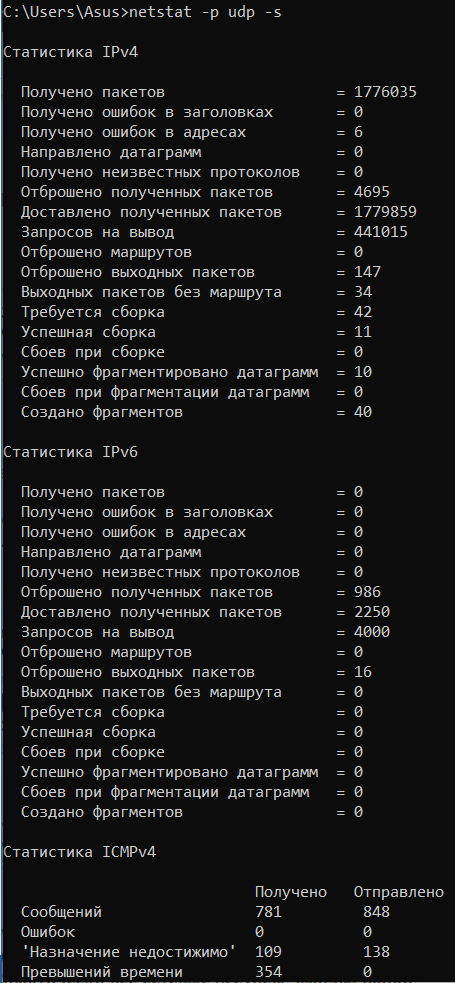 C:\Users\Asus>netstat -p udp -s
Статистика IPv4
Получено пакетов = 1776035
Получено ошибок в заголовках = 0
Получено ошибок в адресах = 6
Направлено датаграмм = 0
Получено неизвестных протоколов = 0
Отброшено полученных пакетов = 4695
Доставлено полученных пакетов = 1779859
Запросов на вывод = 441015
Отброшено маршрутов = 0
Отброшено выходных пакетов = 147
Выходных пакетов без маршрута = 34
Требуется сборка = 42
Успешная сборка = 11
Сбоев при сборке = 0
Успешно фрагментировано датаграмм = 10
Сбоев при фрагментации датаграмм = 0
Создано фрагментов = 40
Статистика IPv6
Получено пакетов = 0
Получено ошибок в заголовках = 0
Получено ошибок в адресах = 0
Направлено датаграмм = 0
Получено неизвестных протоколов = 0
Отброшено полученных пакетов = 986
Доставлено полученных пакетов = 2250
Запросов на вывод = 4000
Отброшено маршрутов = 0
Отброшено выходных пакетов = 16
Выходных пакетов без маршрута = 0
Требуется сборка = 0
Успешная сборка = 0
Сбоев при сборке = 0
Успешно фрагментировано датаграмм = 0
Сбоев при фрагментации датаграмм = 0
Создано фрагментов = 0
Статистика ICMPv4
Получено Отправлено
Сообщений 781 848
Ошибок 0 0
'Назначение недостижимо' 109 138
Превышений времени 354 0